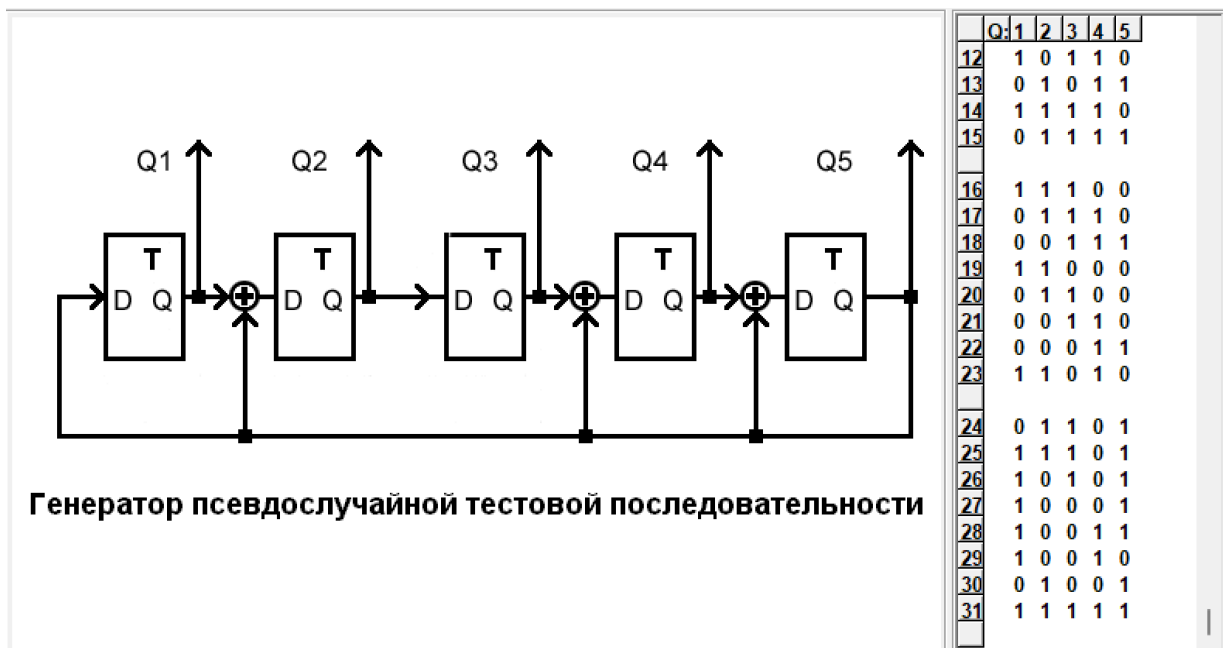 Q1 Q2 Q3 Q4 Q5
T T T T T
D Q D Q D Q D Q D Q
Генератор псевдослучайной тестовой последовательности
Q: 1 2 3 4 5
12 1 0 1 1 0
13 0 1 0 1 1
14 1 1 1 1 0
15 0 1 1 1 1
16 1 1 1 0 0
17 0 1 1 1 0
18 0 0 1 1 1
19 1 1 0 0 0
20 0 1 1 0 0
21 0 0 1 1 0
22 0 0 0 1 1
23 1 1 0 1 0
24 0 1 1 0 1
25 1 1 1 0 1
26 1 0 1 0 1
27 1 0 0 0 1
28 1 0 0 1 1
29 1 0 0 1 0
30 0 1 0 0 1
31 1 1 1 1 1